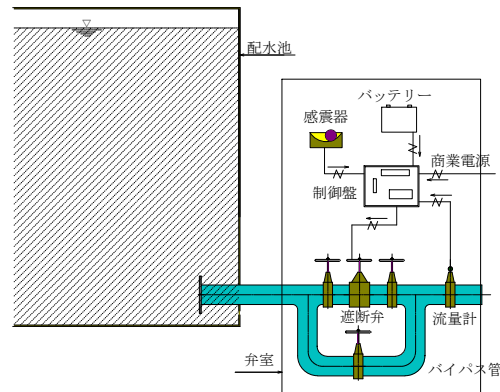 配水池
バッテリー
感震器
商業電源
制御盤
遮断弁
流量計
弁室
バイパス管